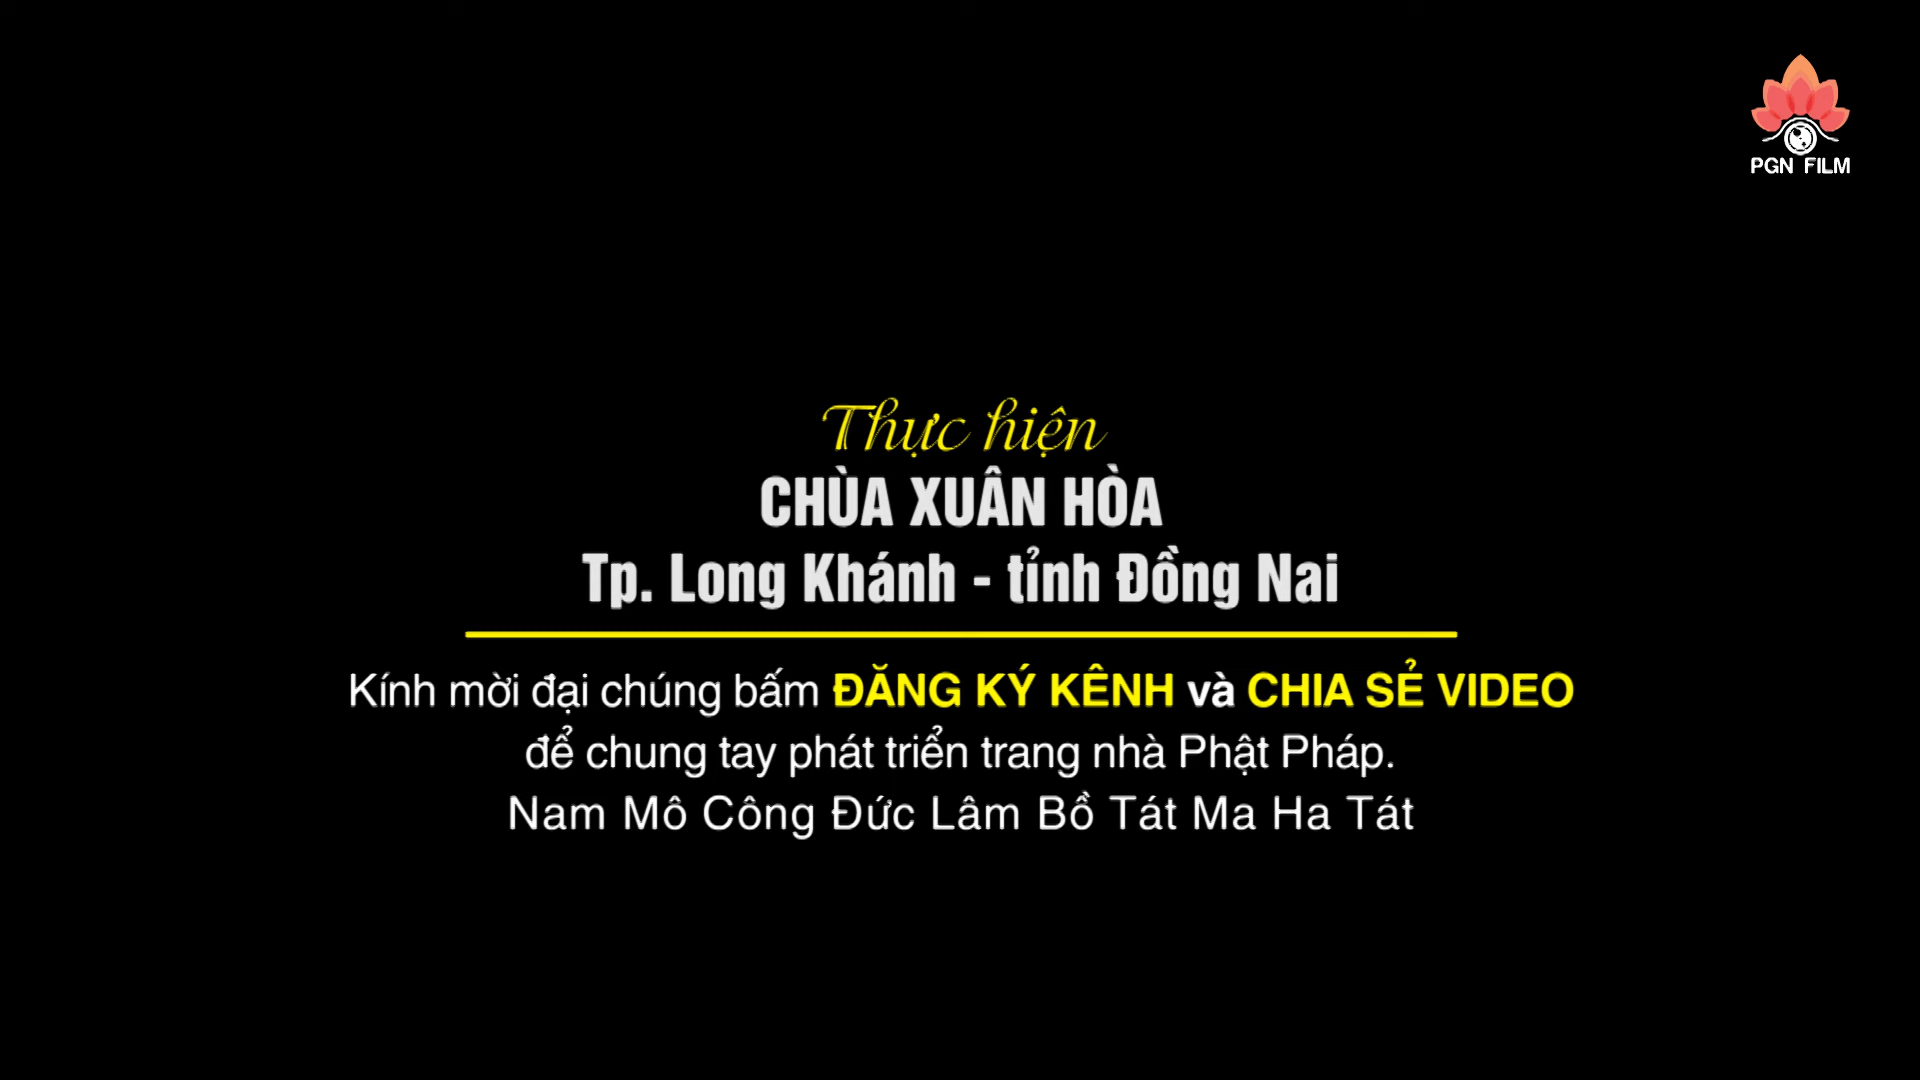 PGN FILM
Thực hiện
CHÙA XUÂN HÒA
Tp. Long Khánh - tỉnh Đồng Nai
Kính mời đại chúng bấm ĐĂNG KÝ KÊNH và CHIA SẺ VIDEO
để chung tay phát triển trang nhà Phật Pháp.
Nam Mô Công Đức Lâm Bồ Tát Ma Ha Tát